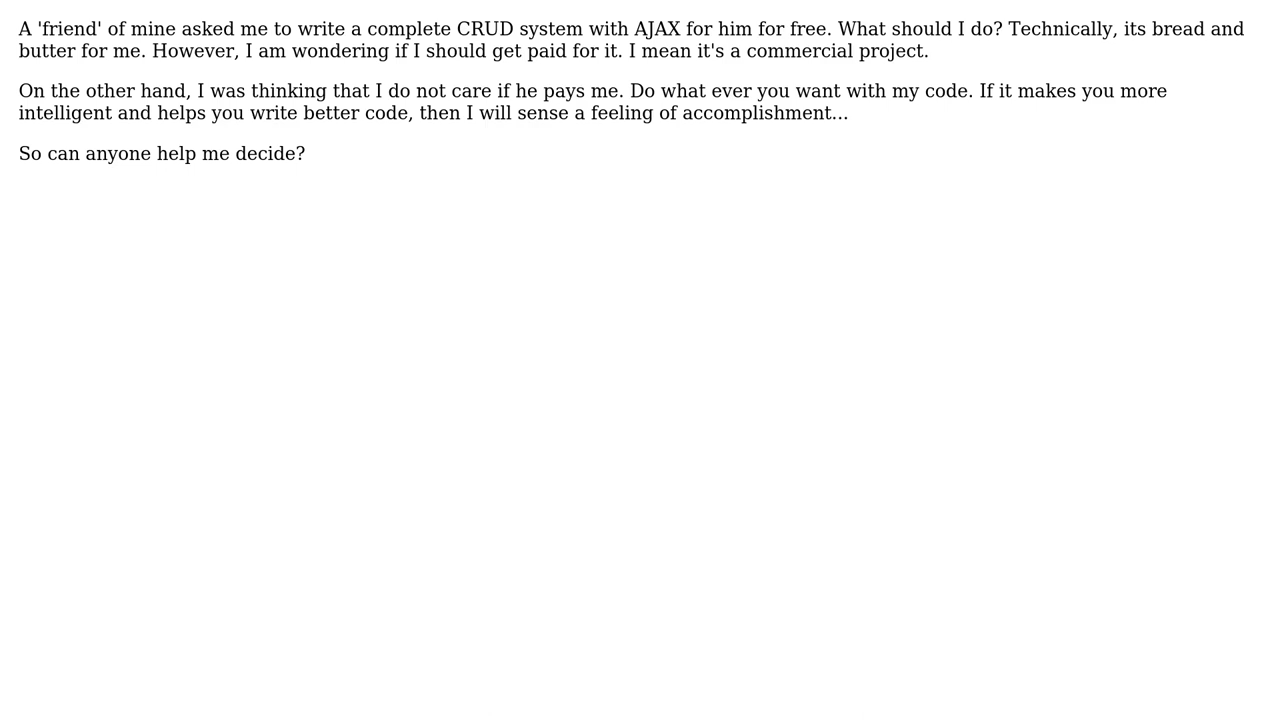 A 'friend' of mine asked me to write a complete CRUD system with AJAX for him for free. What should I do? Technically, its bread and
butter for me. However, I am wondering if I should get paid for it. I mean it's a commercial project.
On the other hand, I was thinking that I do not care if he pays me. Do what ever you want with my code. If it makes you more
intelligent and helps you write better code, then I will sense a feeling of accomplishment...
So can anyone help me decide?